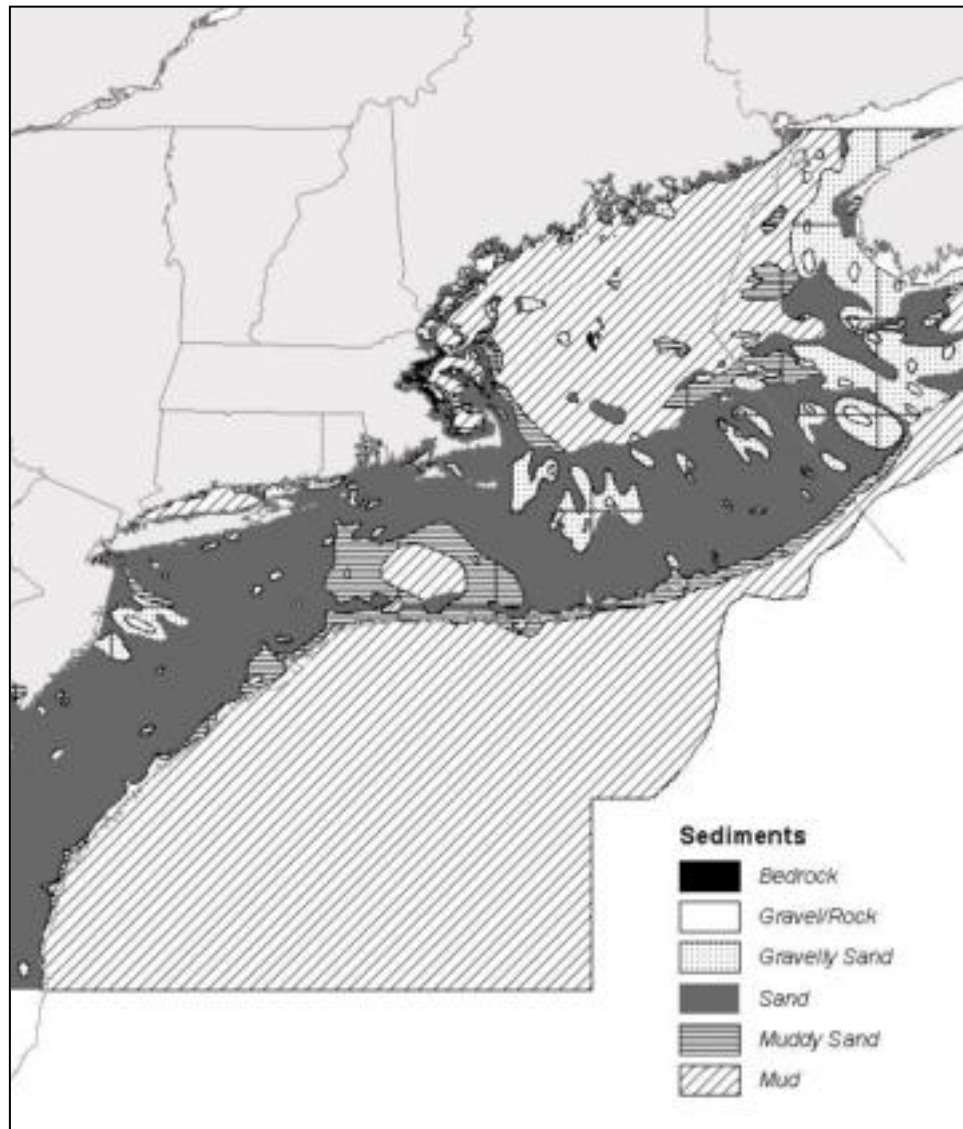 Sediments
Bedrock
Gravel/Rock
Gravelly Sand
Sand
Muddy Sand
Mud